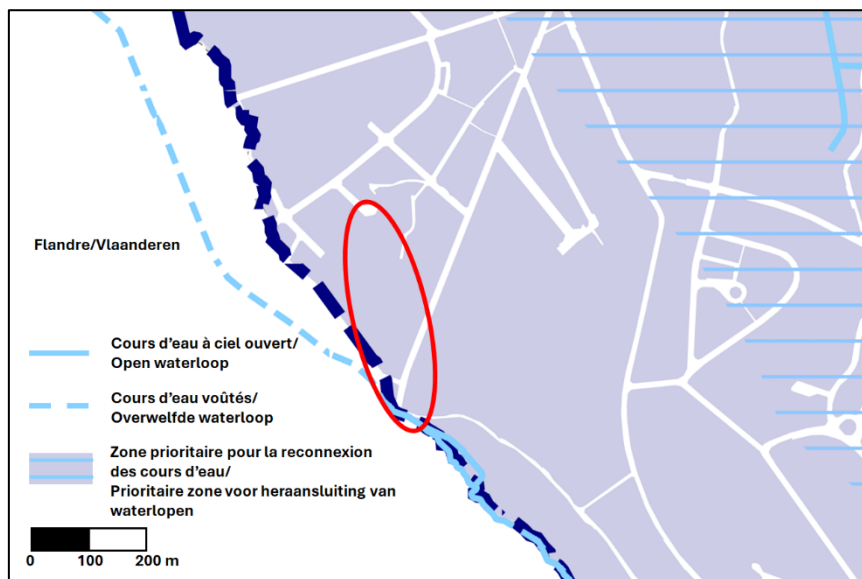 Flandre/Vlaanderen
Cours d'eau à ciel ouvert/
Open waterloop
Cours d'eau voûtés/
Overwelfde waterloop
Zone prioritaire pour la reconnexion
des cours d'eau/
Prioritaire zone voor heraansluiting van
waterlopen
0 100 200 m